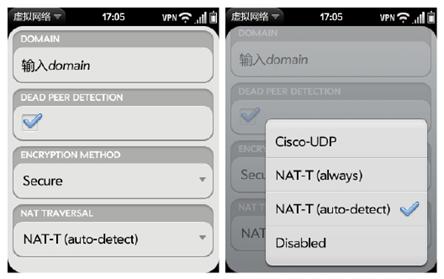 虚拟网络
17:05
VPN
DOMAIN
输入domain
DEAD PEER DETECTION
ENCRYPTION METHOD
Secure
NAT TRAVERSAL
NAT-T (auto-detect)
虚拟网络
17:05
VPN
DOMAIN
输入domain
DEAD PEER DETECTION
ENCR
Secu
NAT T
NAT-
Cisco-UDP
NAT-T (always)
NAT-T (auto-detect)
Disabled